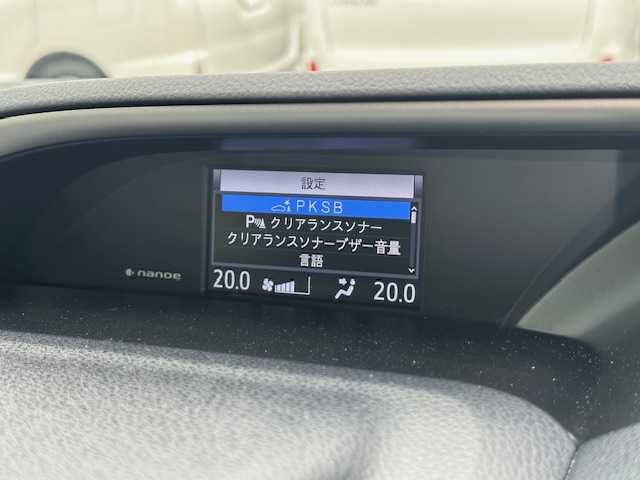 設定
PKSB
P クリアランスソナー
クリアランスソナーブザー音量
言語
nanoe
20.0 20.0